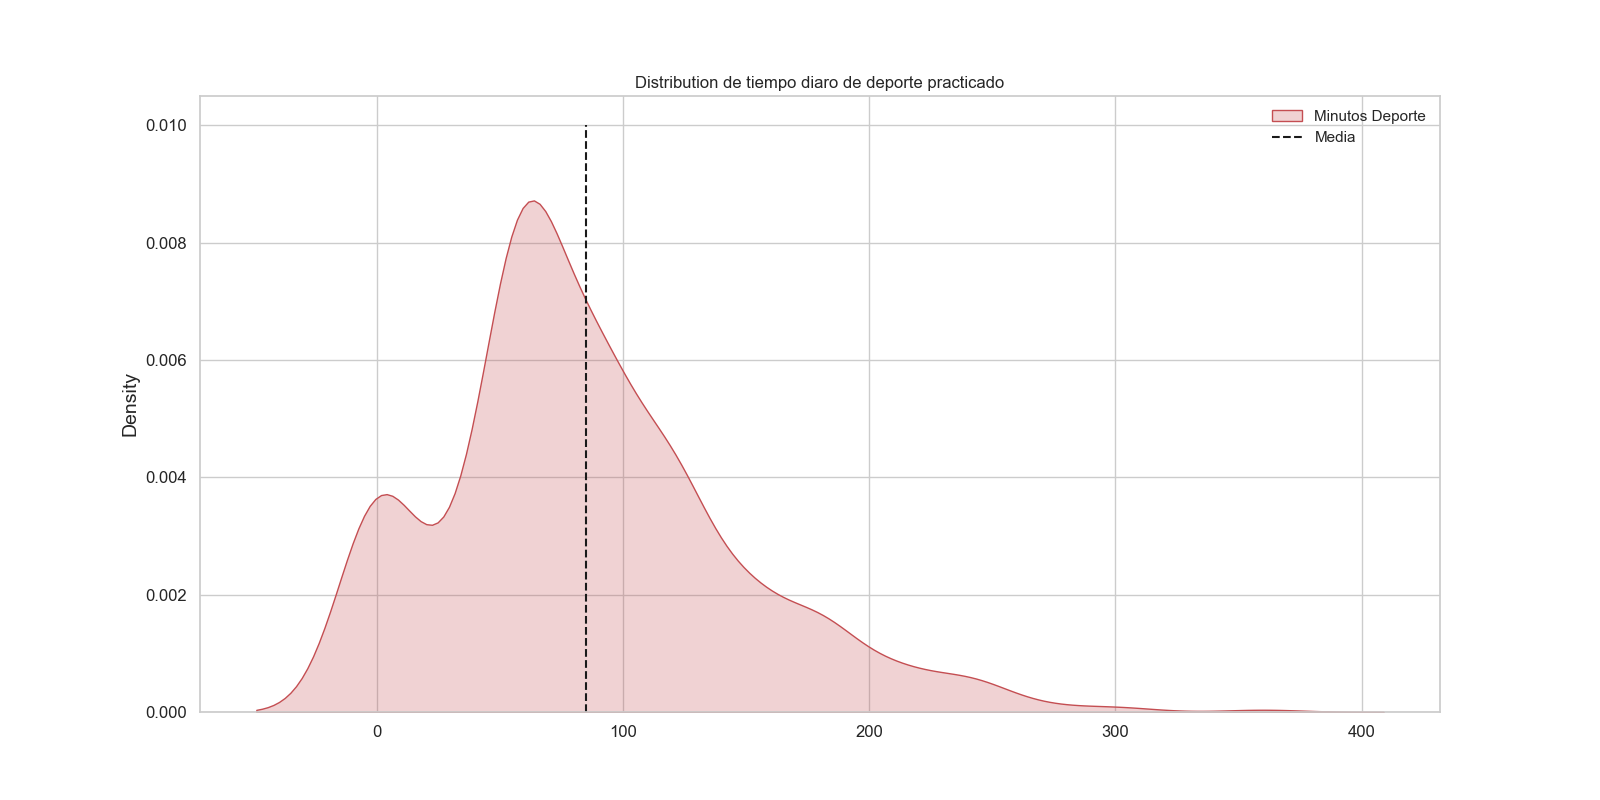 Distribution de tiempo diaro de deporte practicado
Minutos Deporte
Media
0.010
0.008
0.006
0.004
0.002
0.000
Density
0 100 200 300 400